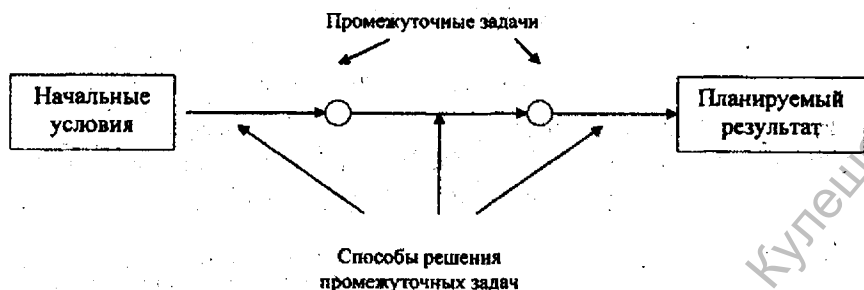 Промежуточные задачи
Начальные
условия
Планируемый
результат
Способы решения
промежуточных задач